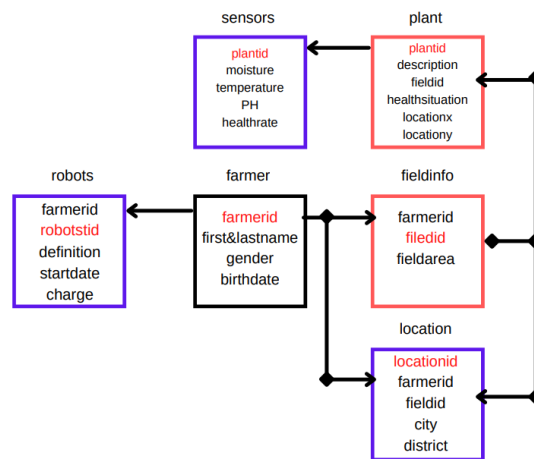 sensors
plantid
moisture
temperature
PH
healthrate
plant
plantid
description
fieldid
healthsituation
locationx
locationy
robots
farmerid
robotstid
definition
startdate
charge
farmer
farmerid
first&lastname
gender
birthdate
fieldinfo
farmerid
filedid
fieldarea
location
locationid
farmerid
fieldid
city
district